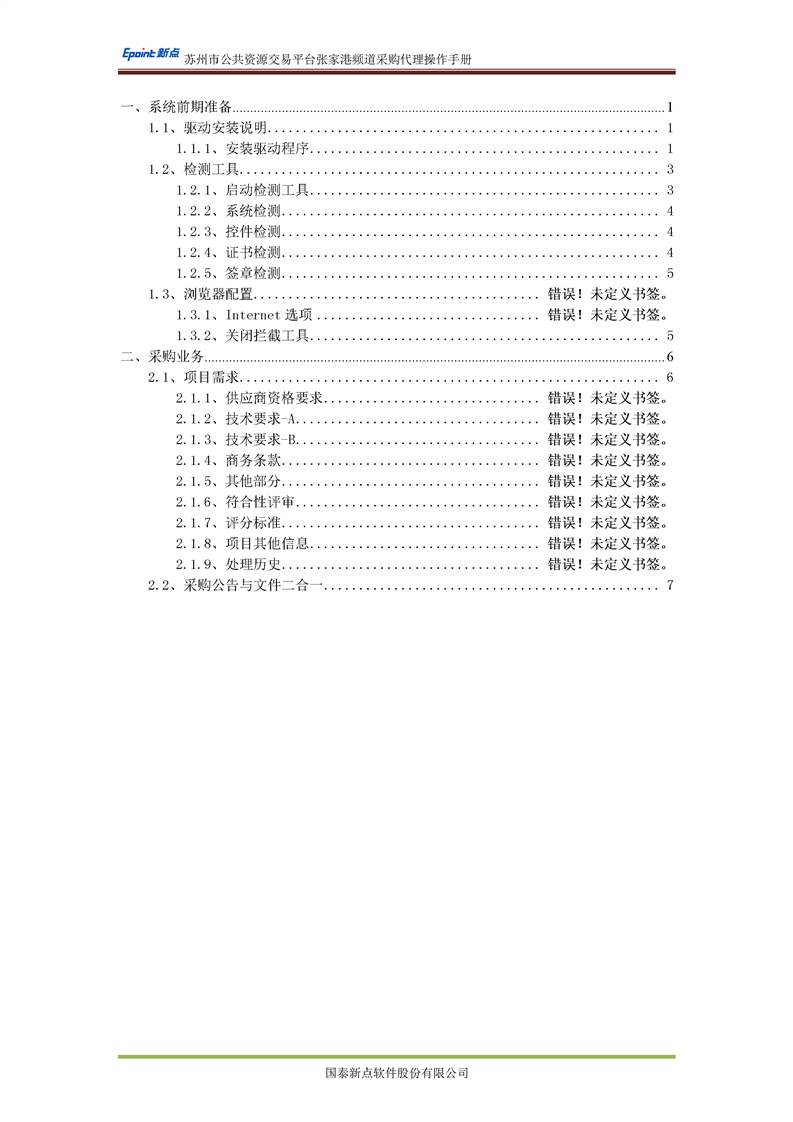 Epoint 新点 苏州市公共资源交易平台张家港频道采购代理操作手册
一、系统前期准备........................1
1.1、驱动安装说明........................ 1
1.1.1、安装驱动程序........................ 1
1.2、检测工具........................ 3
1.2.1、启动检测工具........................ 3
1.2.2、系统检测........................ 4
1.2.3、控件检测........................ 4
1.2.4、证书检测........................ 4
1.2.5、签章检测........................ 5
1.3、浏览器配置........................ 错误！未定义书签。
1.3.1、Internet 选项........................ 错误！未定义书签。
1.3.2、关闭拦截工具........................ 5
二、采购业务........................6
2.1、项目需求........................ 6
2.1.1、供应商资格要求........................ 错误！未定义书签。
2.1.2、技术要求-A........................ 错误！未定义书签。
2.1.3、技术要求-B........................ 错误！未定义书签。
2.1.4、商务条款........................ 错误！未定义书签。
2.1.5、其他部分........................ 错误！未定义书签。
2.1.6、符合性评审........................ 错误！未定义书签。
2.1.7、评分标准........................ 错误！未定义书签。
2.1.8、项目其他信息........................ 错误！未定义书签。
2.1.9、处理历史........................ 错误！未定义书签。
2.2、采购公告与文件二合一........................ 7
国泰新点软件股份有限公司